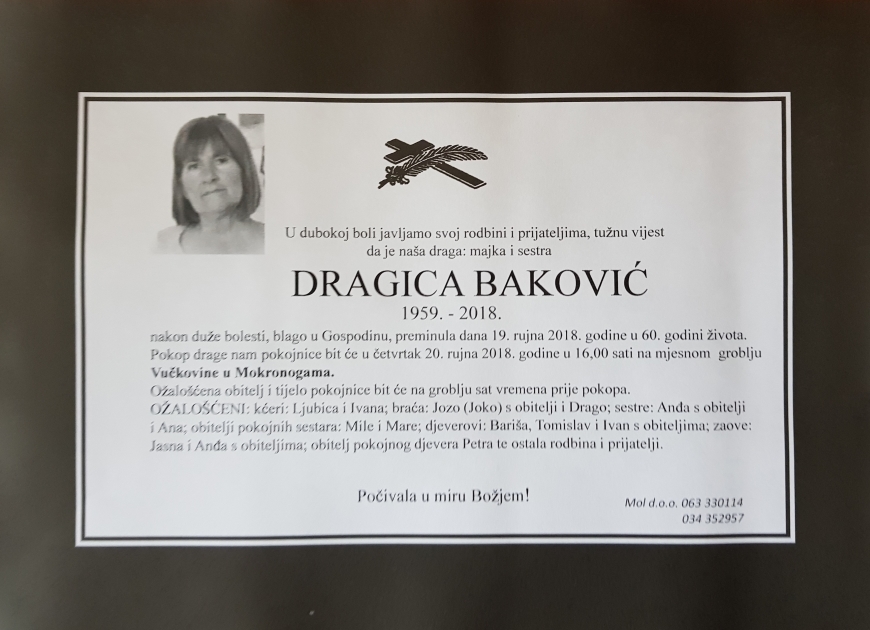 U dubokoj boli javljamo svoj rodbini i prijateljima, tužnu vijest
da je naša draga: majka i sestra
DRAGICA BAKOVIĆ
1959. - 2018.
nakon duže bolesti, blago u Gospodinu, preminula dana 19. rujna 2018. godine u 60. godini života.
Pokop drage nam pokojnice bit će u četvrtak 20. rujna 2018. godine u 16,00 sati na mjesnom groblju
Vučkovine u Mokronogama.
Ožalošćena obitelj i tijelo pokojnice bit će na groblju sat vremena prije pokopa.
OŽALOŠĆENI: kćeri: Ljubica i Ivana; braća: Jozo (Joko) s obitelji i Drago; sestre: Anđa s obitelji
i Ana; obitelji pokojnih sestara: Mile i Mare; djeverovi: Bariša, Tomislav i Ivan s obiteljima; zaove:
Jasna i Anđa s obiteljima; obitelj pokojnog djevera Petra te ostala rodbina i prijatelji.
Počivala u miru Božjem!
Mol d.o.o. 063 330114
034 352957